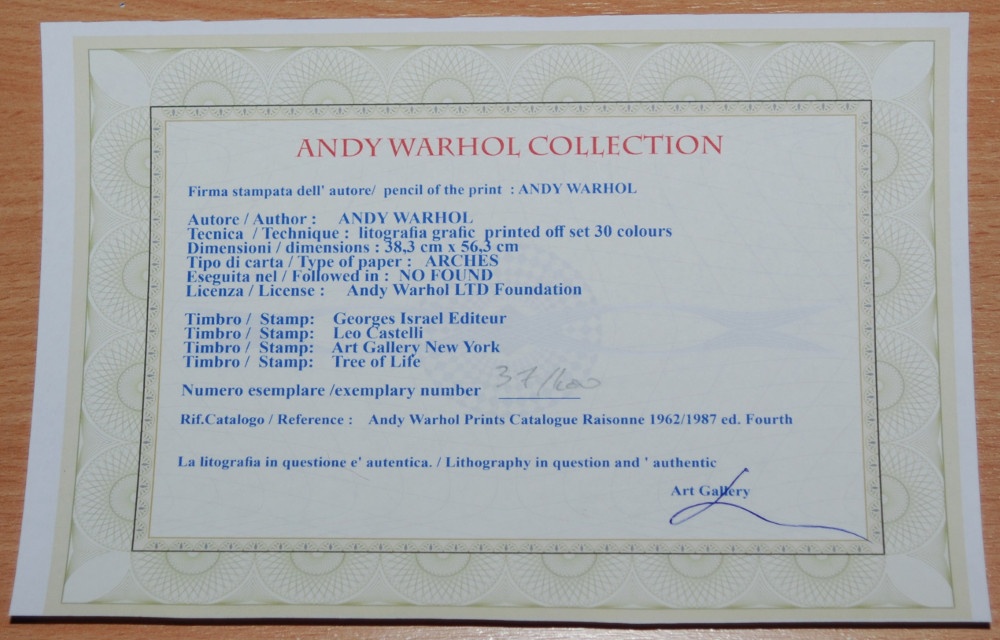 ANDY WARHOL COLLECTION
Firma stampata dell' autore/ pencil of the print : ANDY WARHOL
Autore / Author : ANDY WARHOL
Tecnica / Technique : litografia grafic printed off set 30 colours
Dimensioni / dimensions : 38,3 cm x 56,3 cm
Tipo di carta / Type of paper : ARCHES
Eseguita nel / Followed in : NO FOUND
Licenza / License : Andy Warhol LTD Foundation
Timbro / Stamp: Georges Israel Editeur
Timbro / Stamp: Leo Castelli
Timbro / Stamp: Art Gallery New York
Timbro / Stamp: Tree of Life
Numero esemplare /exemplary number 37/400
Rif.Catalogo / Reference : Andy Warhol Prints Catalogue Raisonne 1962/1987 ed. Fourth
La litografia in questione e' autentica. / Lithography in question and ' authentic
Art Gallery